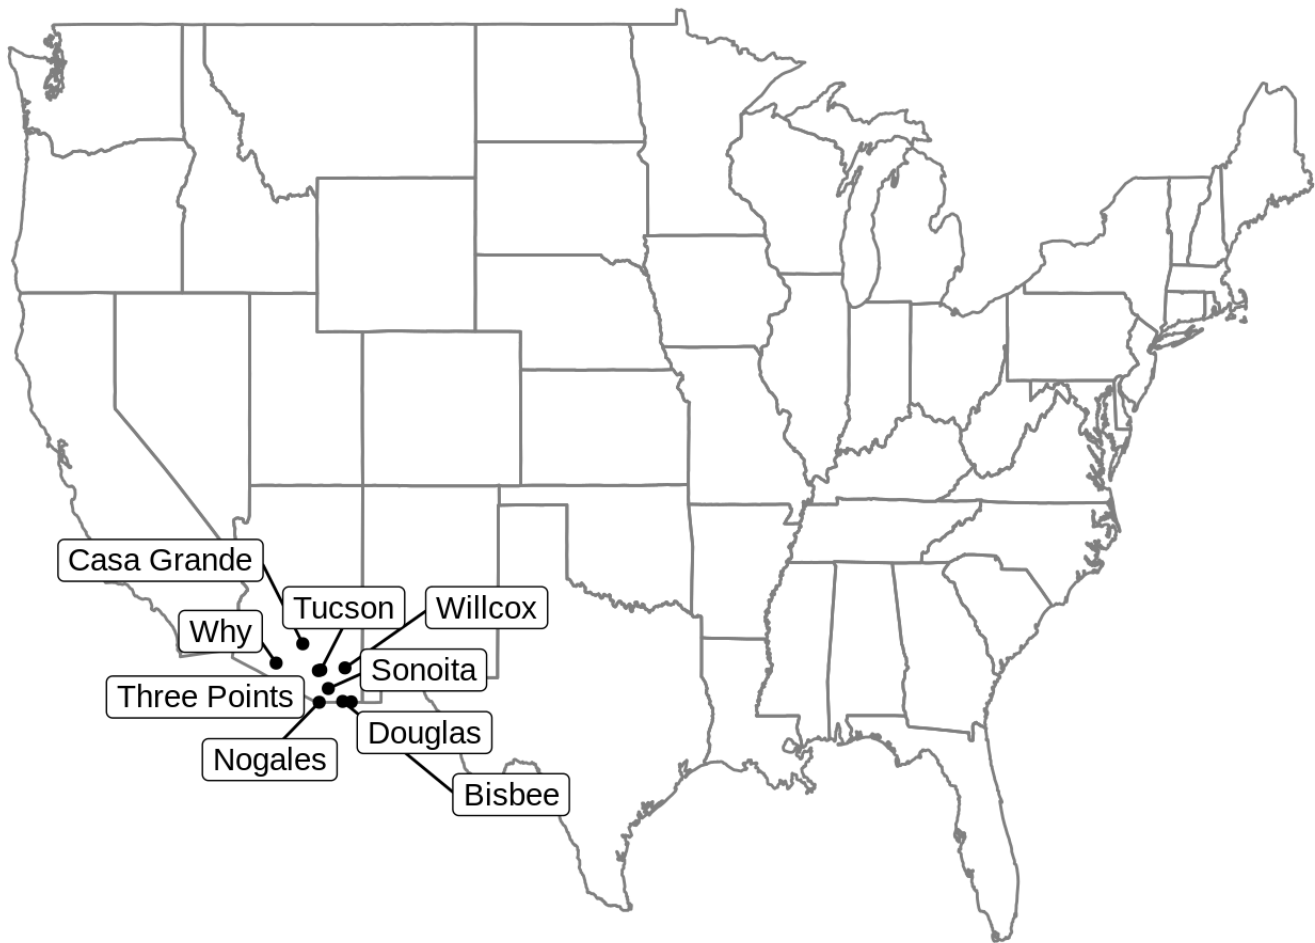 Casa Grande
Tucson
Willcox
Why
Sonoita
Three Points
Douglas
Nogales
Bisbee